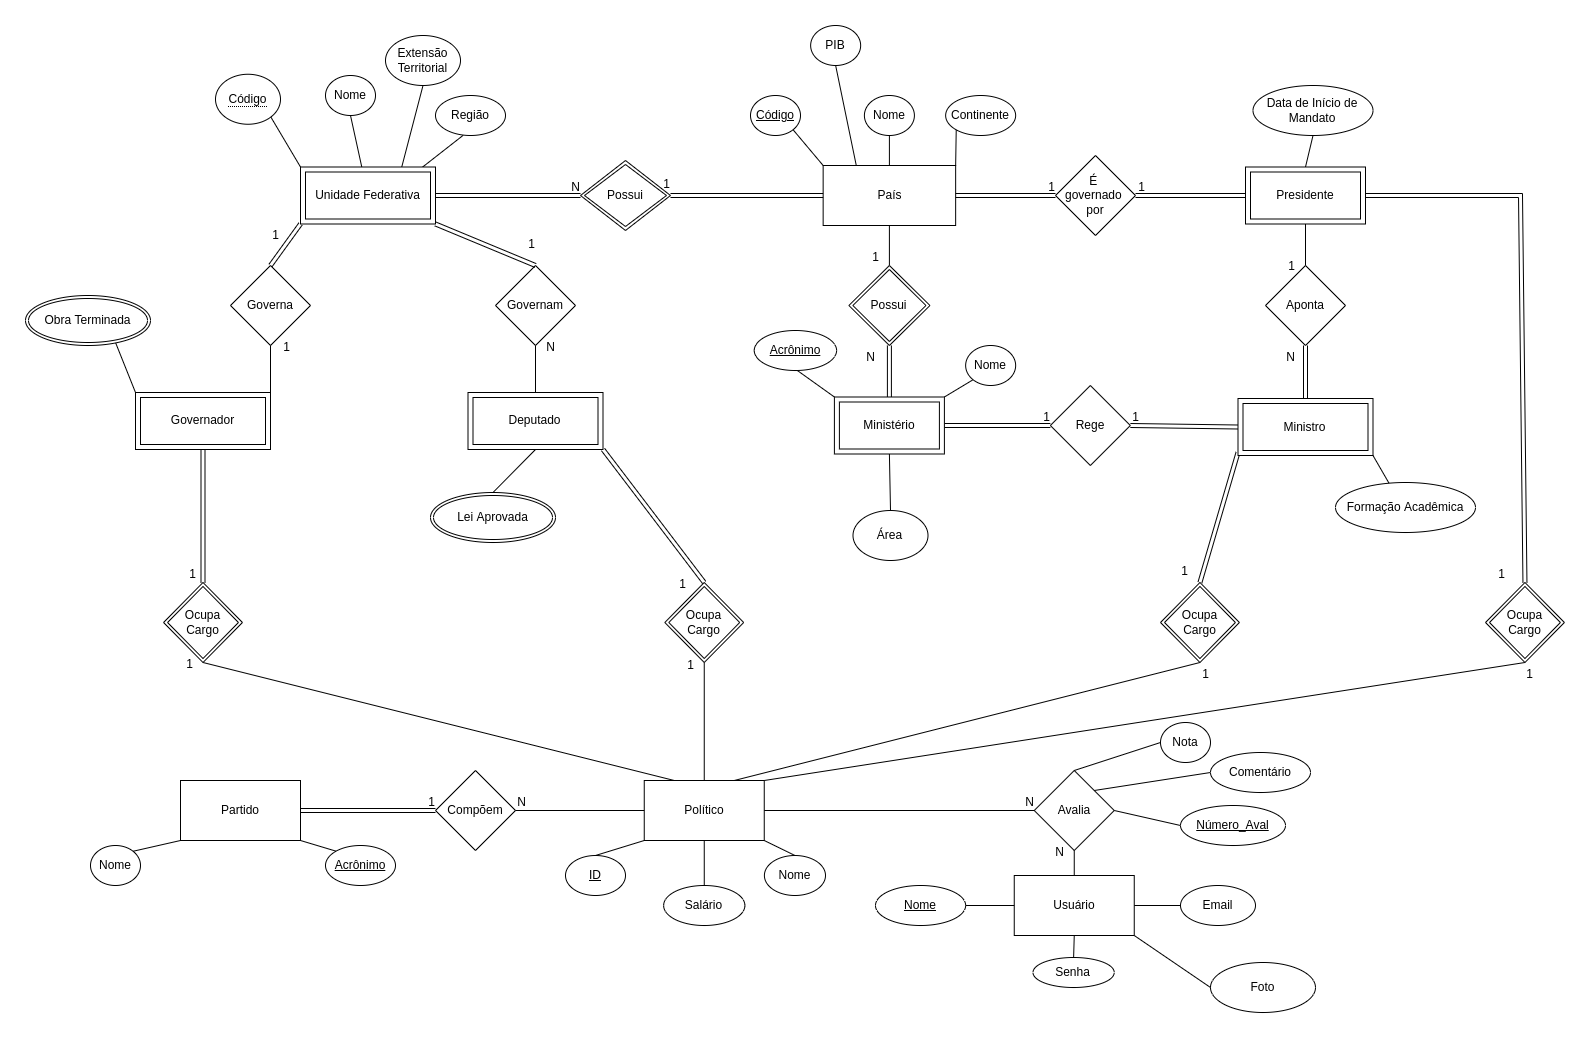 PIB
Extensão
Territorial
Código
Nome
Região
Código
Nome
Continente
Data de Início de
Mandato
Unidade Federativa
N
Possui
1
País
1
É
governado
por
1
Presidente
1
1
1
1
Obra Terminada
Governa
Governam
Possui
Aponta
1
N
N
N
Acrônimo
Nome
Governador
Deputado
Ministério
1
Rege
1
Ministro
Lei Aprovada
Área
Formação Acadêmica
1
1
1
1
Ocupa
Cargo
Ocupa
Cargo
Ocupa
Cargo
Ocupa
Cargo
1
1
1
1
Nota
Comentário
Partido
1
Compõem
N
Político
N
Avalia
Número_Aval
N
Nome
Acrônimo
ID
Salário
Nome
Nome
Usuário
Email
Senha
Foto